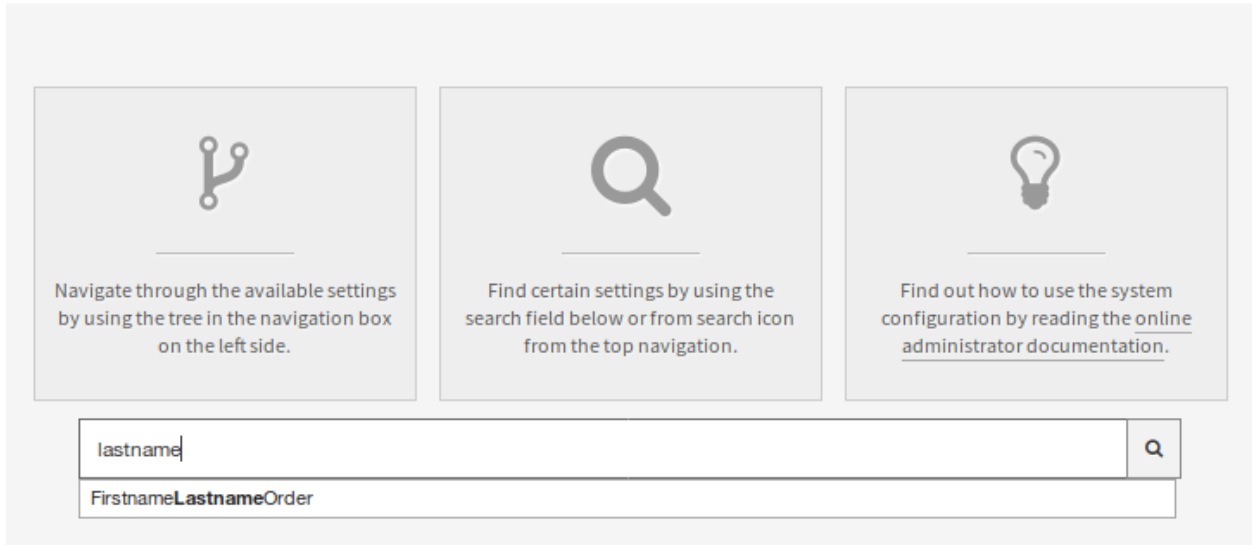 Navigate through the available settings
by using the tree in the navigation box
on the left side.
Find certain settings by using the
search field below or from search icon
from the top navigation.
Find out how to use the system
configuration by reading the online
administrator documentation.
lastname
FirstnameLastnameOrder